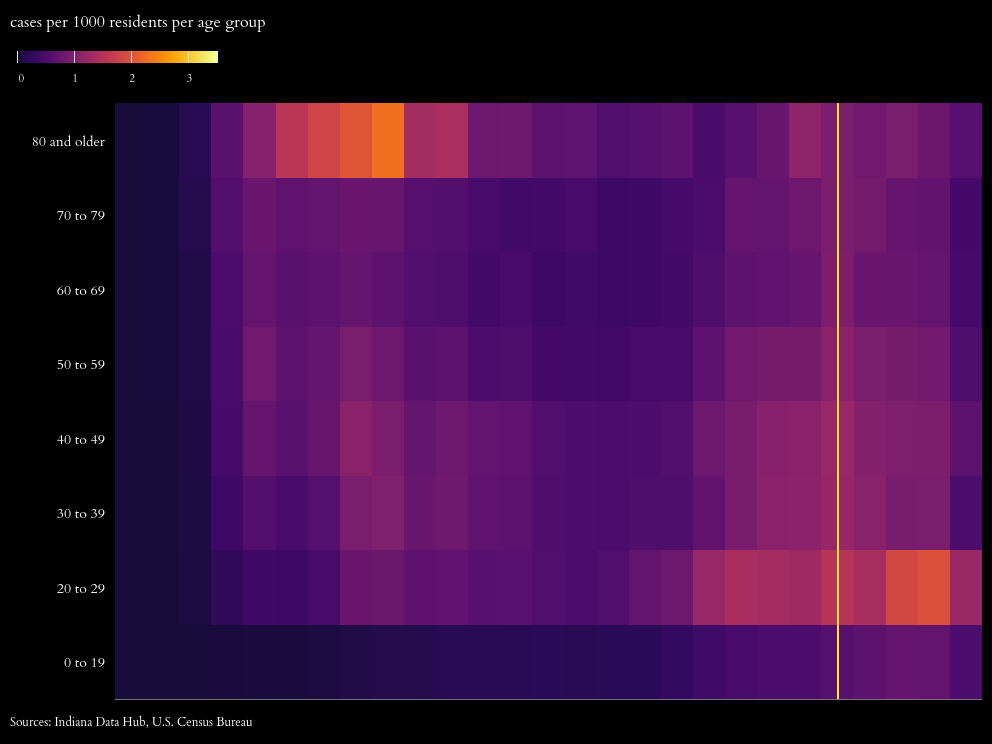 cases per 1000 residents per age group
0 1 2 3
80 and older
70 to 79
60 to 69
50 to 59
40 to 49
30 to 39
20 to 29
0 to 19
Sources: Indiana Data Hub, U.S. Census Bureau